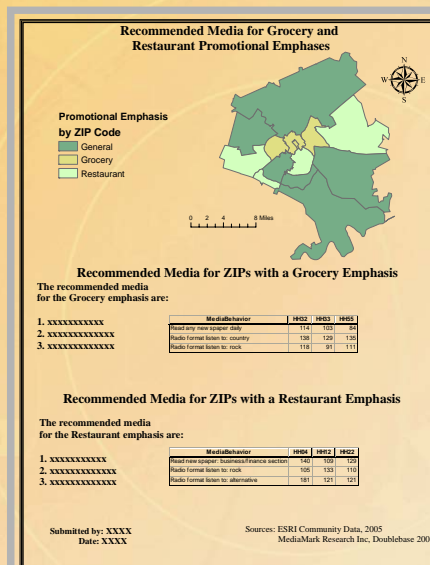 Recommended Media for Grocery and
Restaurant Promotional Emphases
N
W E
S
Promotional Emphasis
by ZIP Code
General
Grocery
Restaurant
0 2 4 8 Miles
Recommended Media for ZIPs with a Grocery Emphasis
The recommended media
for the Grocery emphasis are:
1. xxxxxxxxxxx
2. xxxxxxxxxxxxx
3. xxxxxxxxxxxxx
MediaBehavior HH32 HH33 HH55
Read any new spaper daily 114 103 84
Radio format listen to: country 138 129 135
Radio format listen to: rock 118 91 111
Recommended Media for ZIPs with a Restaurant Emphasis
The recommended media
for the Restaurant emphasis are:
1. xxxxxxxxxxx
2. xxxxxxxxxxxxx
3. xxxxxxxxxxxxx
MediaBehavior HH04 HH12 HH22
Read new spaper: business/finance section 140 109 129
Radio format listen to: rock 105 133 110
Radio format listen to: alternative 181 121 121
Submitted by: XXXX
Date: XXXX
Sources: ESRI Community Data, 2005
MediaMark Research Inc, Doublebase 200